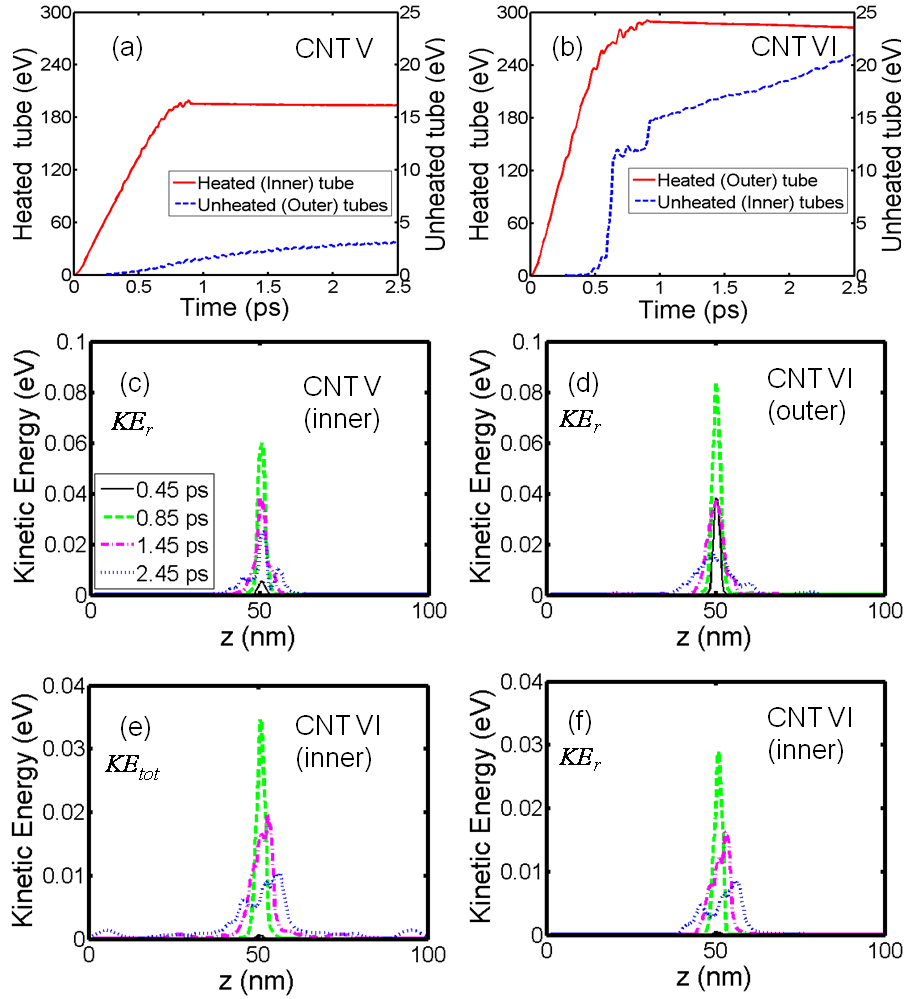 (a) CNT V
Heated tube (eV)
300
240
180
120
60
0
Unheated tube (eV)
25
20
15
10
5
0
Heated (Inner) tube
Unheated (Outer) tubes
0 0.5 1 1.5 2 2.5
Time (ps)
(b) CNT VI
Heated tube (eV)
300
240
180
120
60
0
Unheated tube (eV)
25
20
15
10
5
0
Heated (Outer) tube
Unheated (Inner) tubes
0 0.5 1 1.5 2 2.5
Time (ps)
(c) CNT V
(inner)
KEr
Kinetic Energy (eV)
0.1
0.08
0.06
0.04
0.02
0
0.45 ps
0.85 ps
1.45 ps
2.45 ps
0 50 100
z (nm)
(d) CNT VI
(outer)
KEr
Kinetic Energy (eV)
0.1
0.08
0.06
0.04
0.02
0
0 50 100
z (nm)
(e) CNT VI
(inner)
KEtot
Kinetic Energy (eV)
0.04
0.03
0.02
0.01
0
0 50 100
z (nm)
(f) CNT VI
(inner)
KEr
Kinetic Energy (eV)
0.04
0.03
0.02
0.01
0
0 50 100
z (nm)